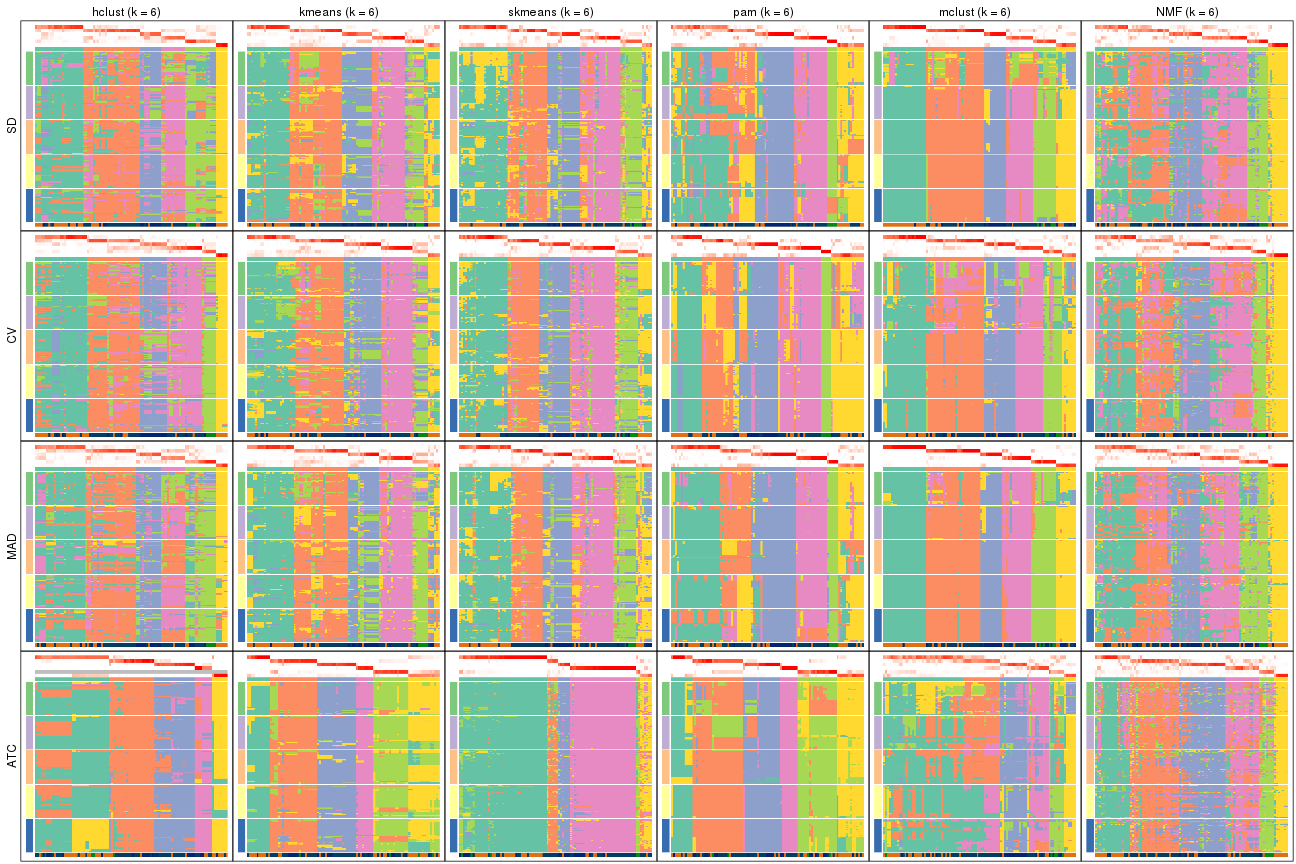 hclust (k = 6) kmeans (k = 6) skmeans (k = 6) pam (k = 6) mclust (k = 6) NMF (k = 6)
SD
CV
MAD
ATC